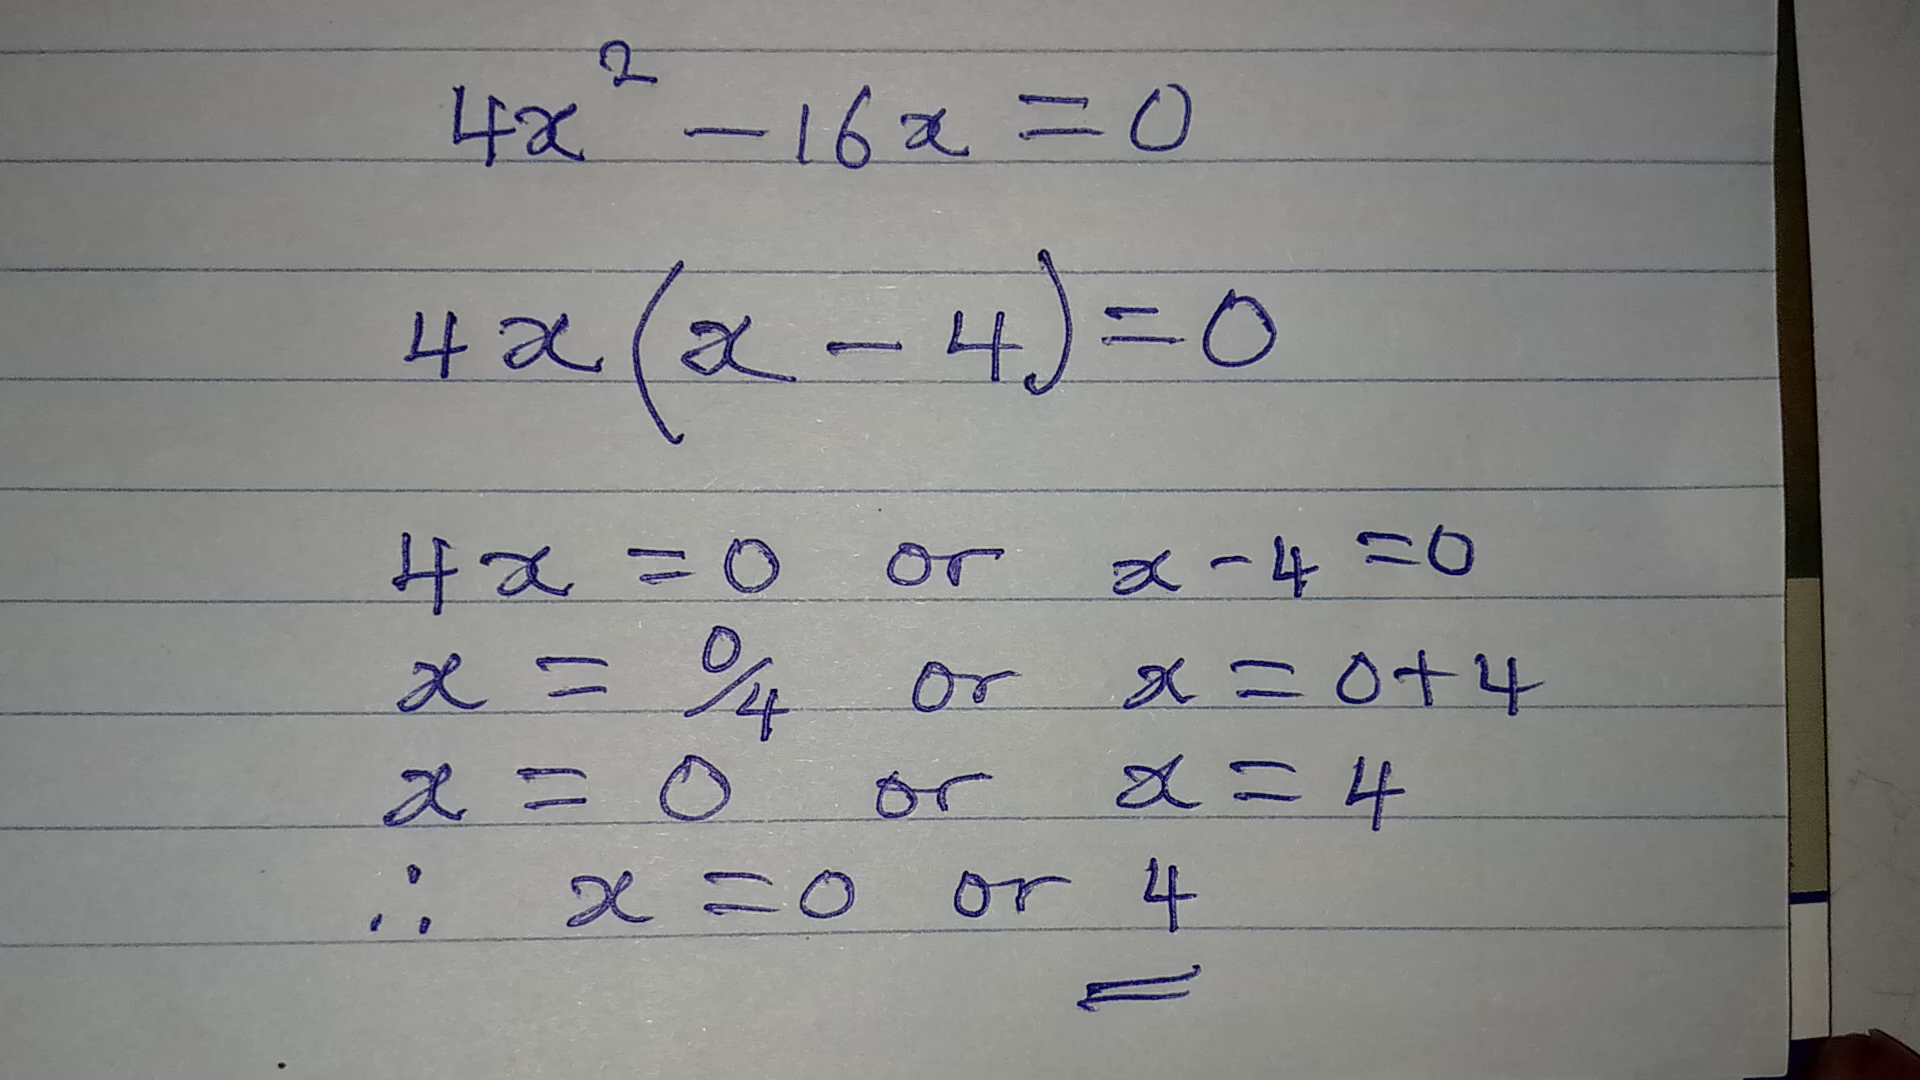 4x² - 16x = 0
4x(x - 4) = 0
4x = 0 or x - 4 = 0
x = 0/4 or x = 0 + 4
x = 0 or x = 4
∴ x = 0 or 4